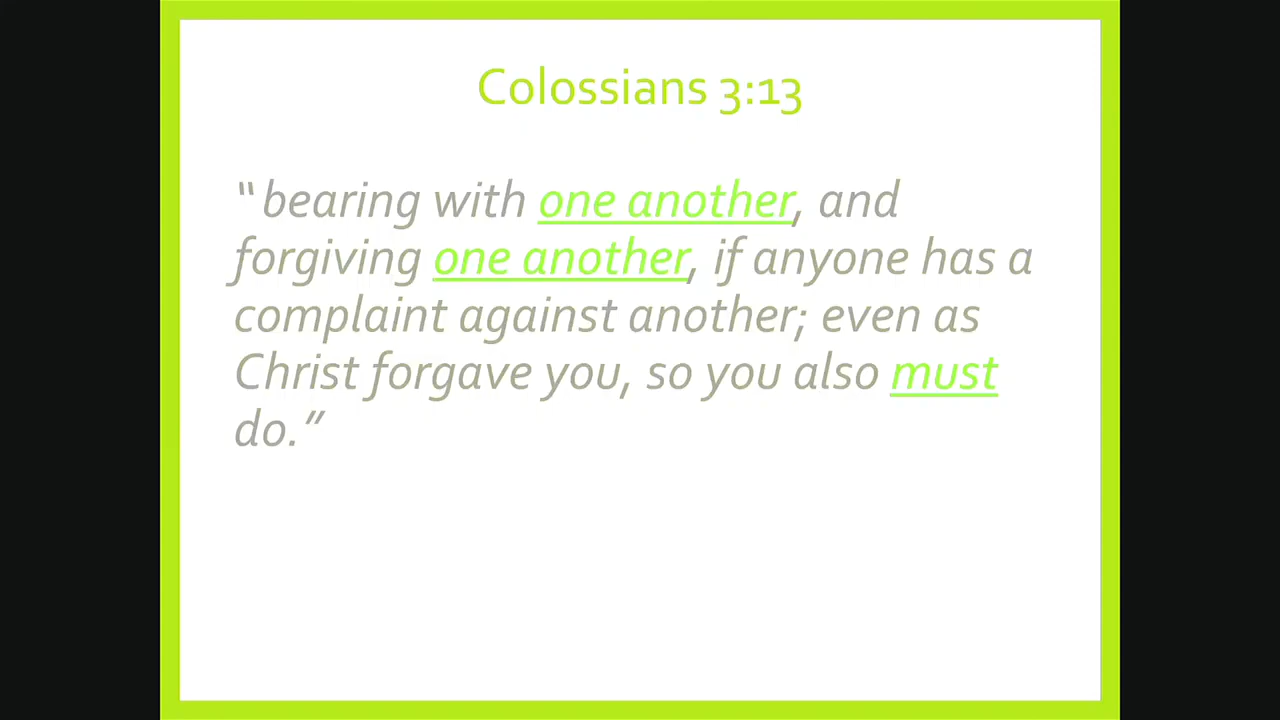 Colossians 3:13
“bearing with one another, and
forgiving one another, if anyone has a
complaint against another; even as
Christ forgave you, so you also must
do.”